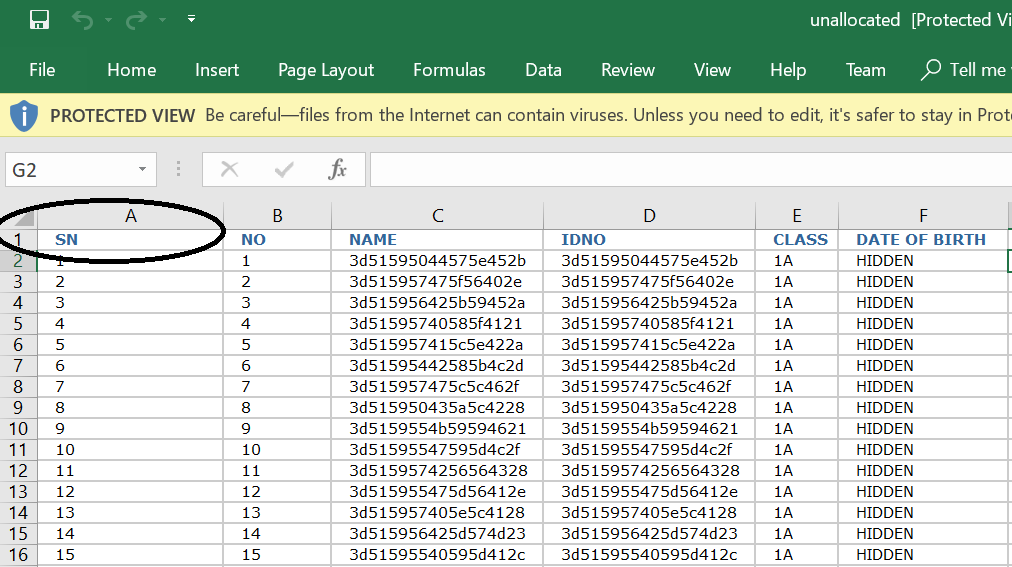 unallocated [Protected Vi
File Home Insert Page Layout Formulas Data Review View Help Team Tell me
PROTECTED VIEW Be careful—files from the Internet can contain viruses. Unless you need to edit, it's safer to stay in Prote
G2 fx
A B C D E F
1 SN NO NAME IDNO CLASS DATE OF BIRTH
2 1 1 3d51595044575e452b 3d51595044575e452b 1A HIDDEN
3 2 2 3d515957475f56402e 3d515957475f56402e 1A HIDDEN
4 3 3 3d515956425b59452a 3d515956425b59452a 1A HIDDEN
5 4 4 3d51595740585f4121 3d51595740585f4121 1A HIDDEN
6 5 5 3d515957415c5e422a 3d515957415c5e422a 1A HIDDEN
7 6 6 3d51595442585b4c2d 3d51595442585b4c2d 1A HIDDEN
8 7 7 3d515957475c5c462f 3d515957475c5c462f 1A HIDDEN
9 8 8 3d515950435a5c4228 3d515950435a5c4228 1A HIDDEN
10 9 9 3d5159554b59594621 3d5159554b59594621 1A HIDDEN
11 10 10 3d51595547595d4c2f 3d51595547595d4c2f 1A HIDDEN
12 11 11 3d5159574256564328 3d5159574256564328 1A HIDDEN
13 12 12 3d515955475d56412e 3d515955475d56412e 1A HIDDEN
14 13 13 3d515957405e5c4128 3d515957405e5c4128 1A HIDDEN
15 14 14 3d515956425d574d23 3d515956425d574d23 1A HIDDEN
16 15 15 3d51595540595d412c 3d51595540595d412c 1A HIDDEN